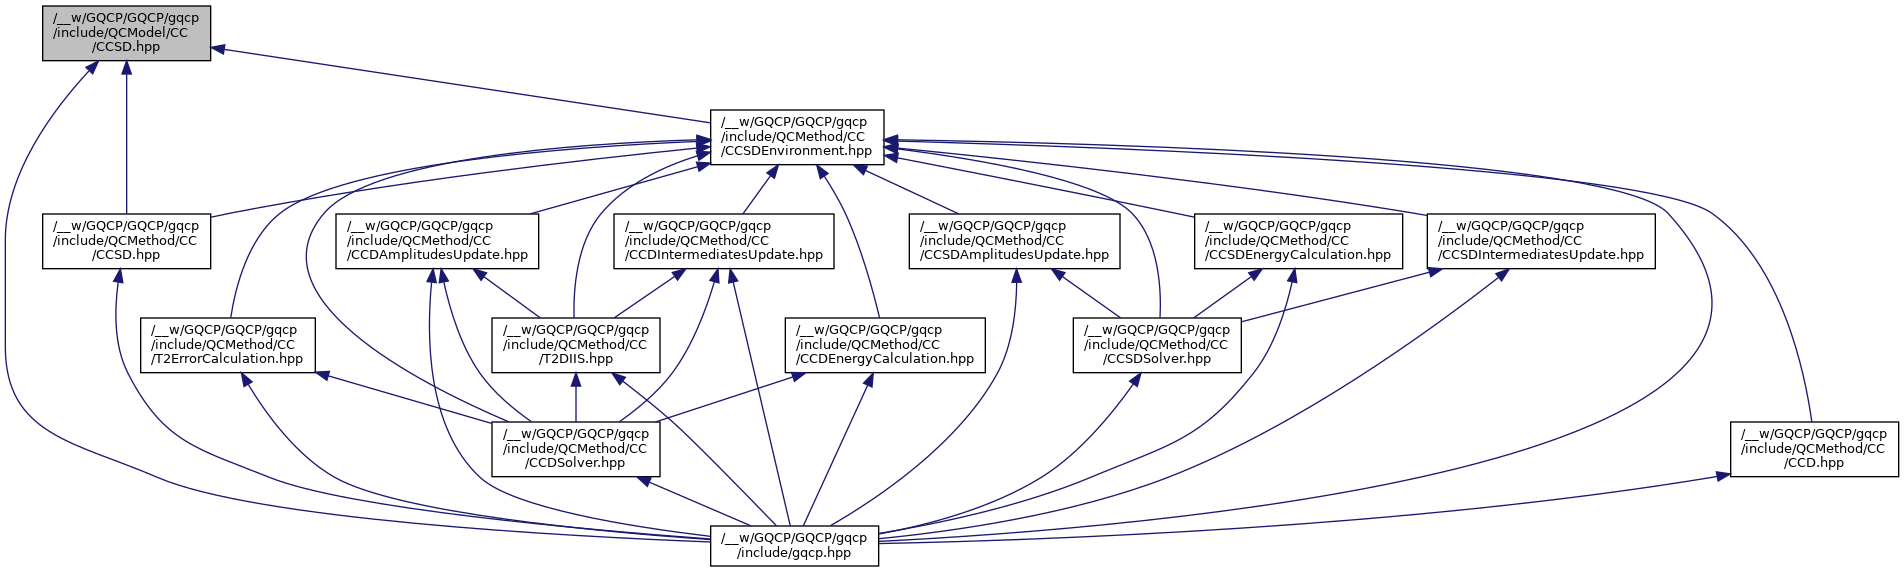 /__w/GQCP/GQCP/gqcp
/include/QCModel/CC
/CCSD.hpp
/__w/GQCP/GQCP/gqcp
/include/QCMethod/CC
/CCSDEnvironment.hpp
/__w/GQCP/GQCP/gqcp
/include/QCMethod/CC
/CCSD.hpp
/__w/GQCP/GQCP/gqcp
/include/QCMethod/CC
/CCDAmplitudesUpdate.hpp
/__w/GQCP/GQCP/gqcp
/include/QCMethod/CC
/CCDIntermediatesUpdate.hpp
/__w/GQCP/GQCP/gqcp
/include/QCMethod/CC
/CCSDAmplitudesUpdate.hpp
/__w/GQCP/GQCP/gqcp
/include/QCMethod/CC
/CCSDEnergyCalculation.hpp
/__w/GQCP/GQCP/gqcp
/include/QCMethod/CC
/CCSDIntermediatesUpdate.hpp
/__w/GQCP/GQCP/gqcp
/include/QCMethod/CC
/T2ErrorCalculation.hpp
/__w/GQCP/GQCP/gqcp
/include/QCMethod/CC
/T2DIIS.hpp
/__w/GQCP/GQCP/gqcp
/include/QCMethod/CC
/CCDEnergyCalculation.hpp
/__w/GQCP/GQCP/gqcp
/include/QCMethod/CC
/CCSDSolver.hpp
/__w/GQCP/GQCP/gqcp
/include/QCMethod/CC
/CCDSolver.hpp
/__w/GQCP/GQCP/gqcp
/include/QCMethod/CC
/CCD.hpp
/__w/GQCP/GQCP/gqcp
/include/gqcp.hpp